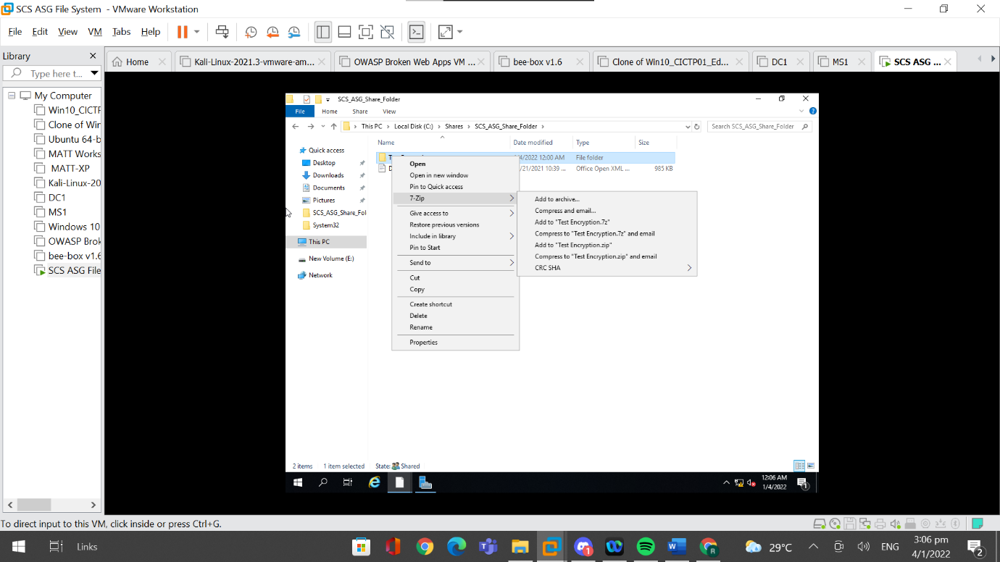 SCS ASG File System - VMware Workstation
File Edit View VM Tabs Help
Library
Type here t...
Home
Kali-Linux-2021.3-vmware-am...
OWASP Broken Web Apps VM ...
bee-box v1.6
Clone of Win10_CICTP01_Ed...
DC1
MS1
SCS ASG ...
My Computer
Win10_CICTF
Clone of Wir
Ubuntu 64-b
MATT Works
MATT-XP
Kali-Linux-20
DC1
MS1
Windows 10
OWASP Brok
bee-box v1.6
SCS ASG File
SCS_ASG_Share_Folder
File Home Share View
This PC Local Disk (C:) Shares SCS_ASG_Share_Folder
Search SCS_ASG_Share_Folder
Name Date modified Type Size
/4/2022 12:00 AM File folder
/21/2021 10:39 ... Office Open XML ... 985 KB
Quick access
Desktop
Downloads
Documents
Pictures
SCS_ASG_Share_Fol
System32
This PC
New Volume (E:)
Network
Open
Open in new window
Pin to Quick access
7-Zip
Give access to
Restore previous versions
Include in library
Pin to Start
Send to
Cut
Copy
Create shortcut
Delete
Rename
Properties
Add to archive...
Compress and email...
Add to "Test Encryption.7z"
Compress to "Test Encryption.7z" and email
Add to "Test Encryption.zip"
Compress to "Test Encryption.zip" and email
CRC SHA
2 items 1 item selected State: Shared
12:06 AM
1/4/2022
1
To direct input to this VM, click inside or press Ctrl+G.
Links
1
29°C
ENG
3:06 pm
4/1/2022
2